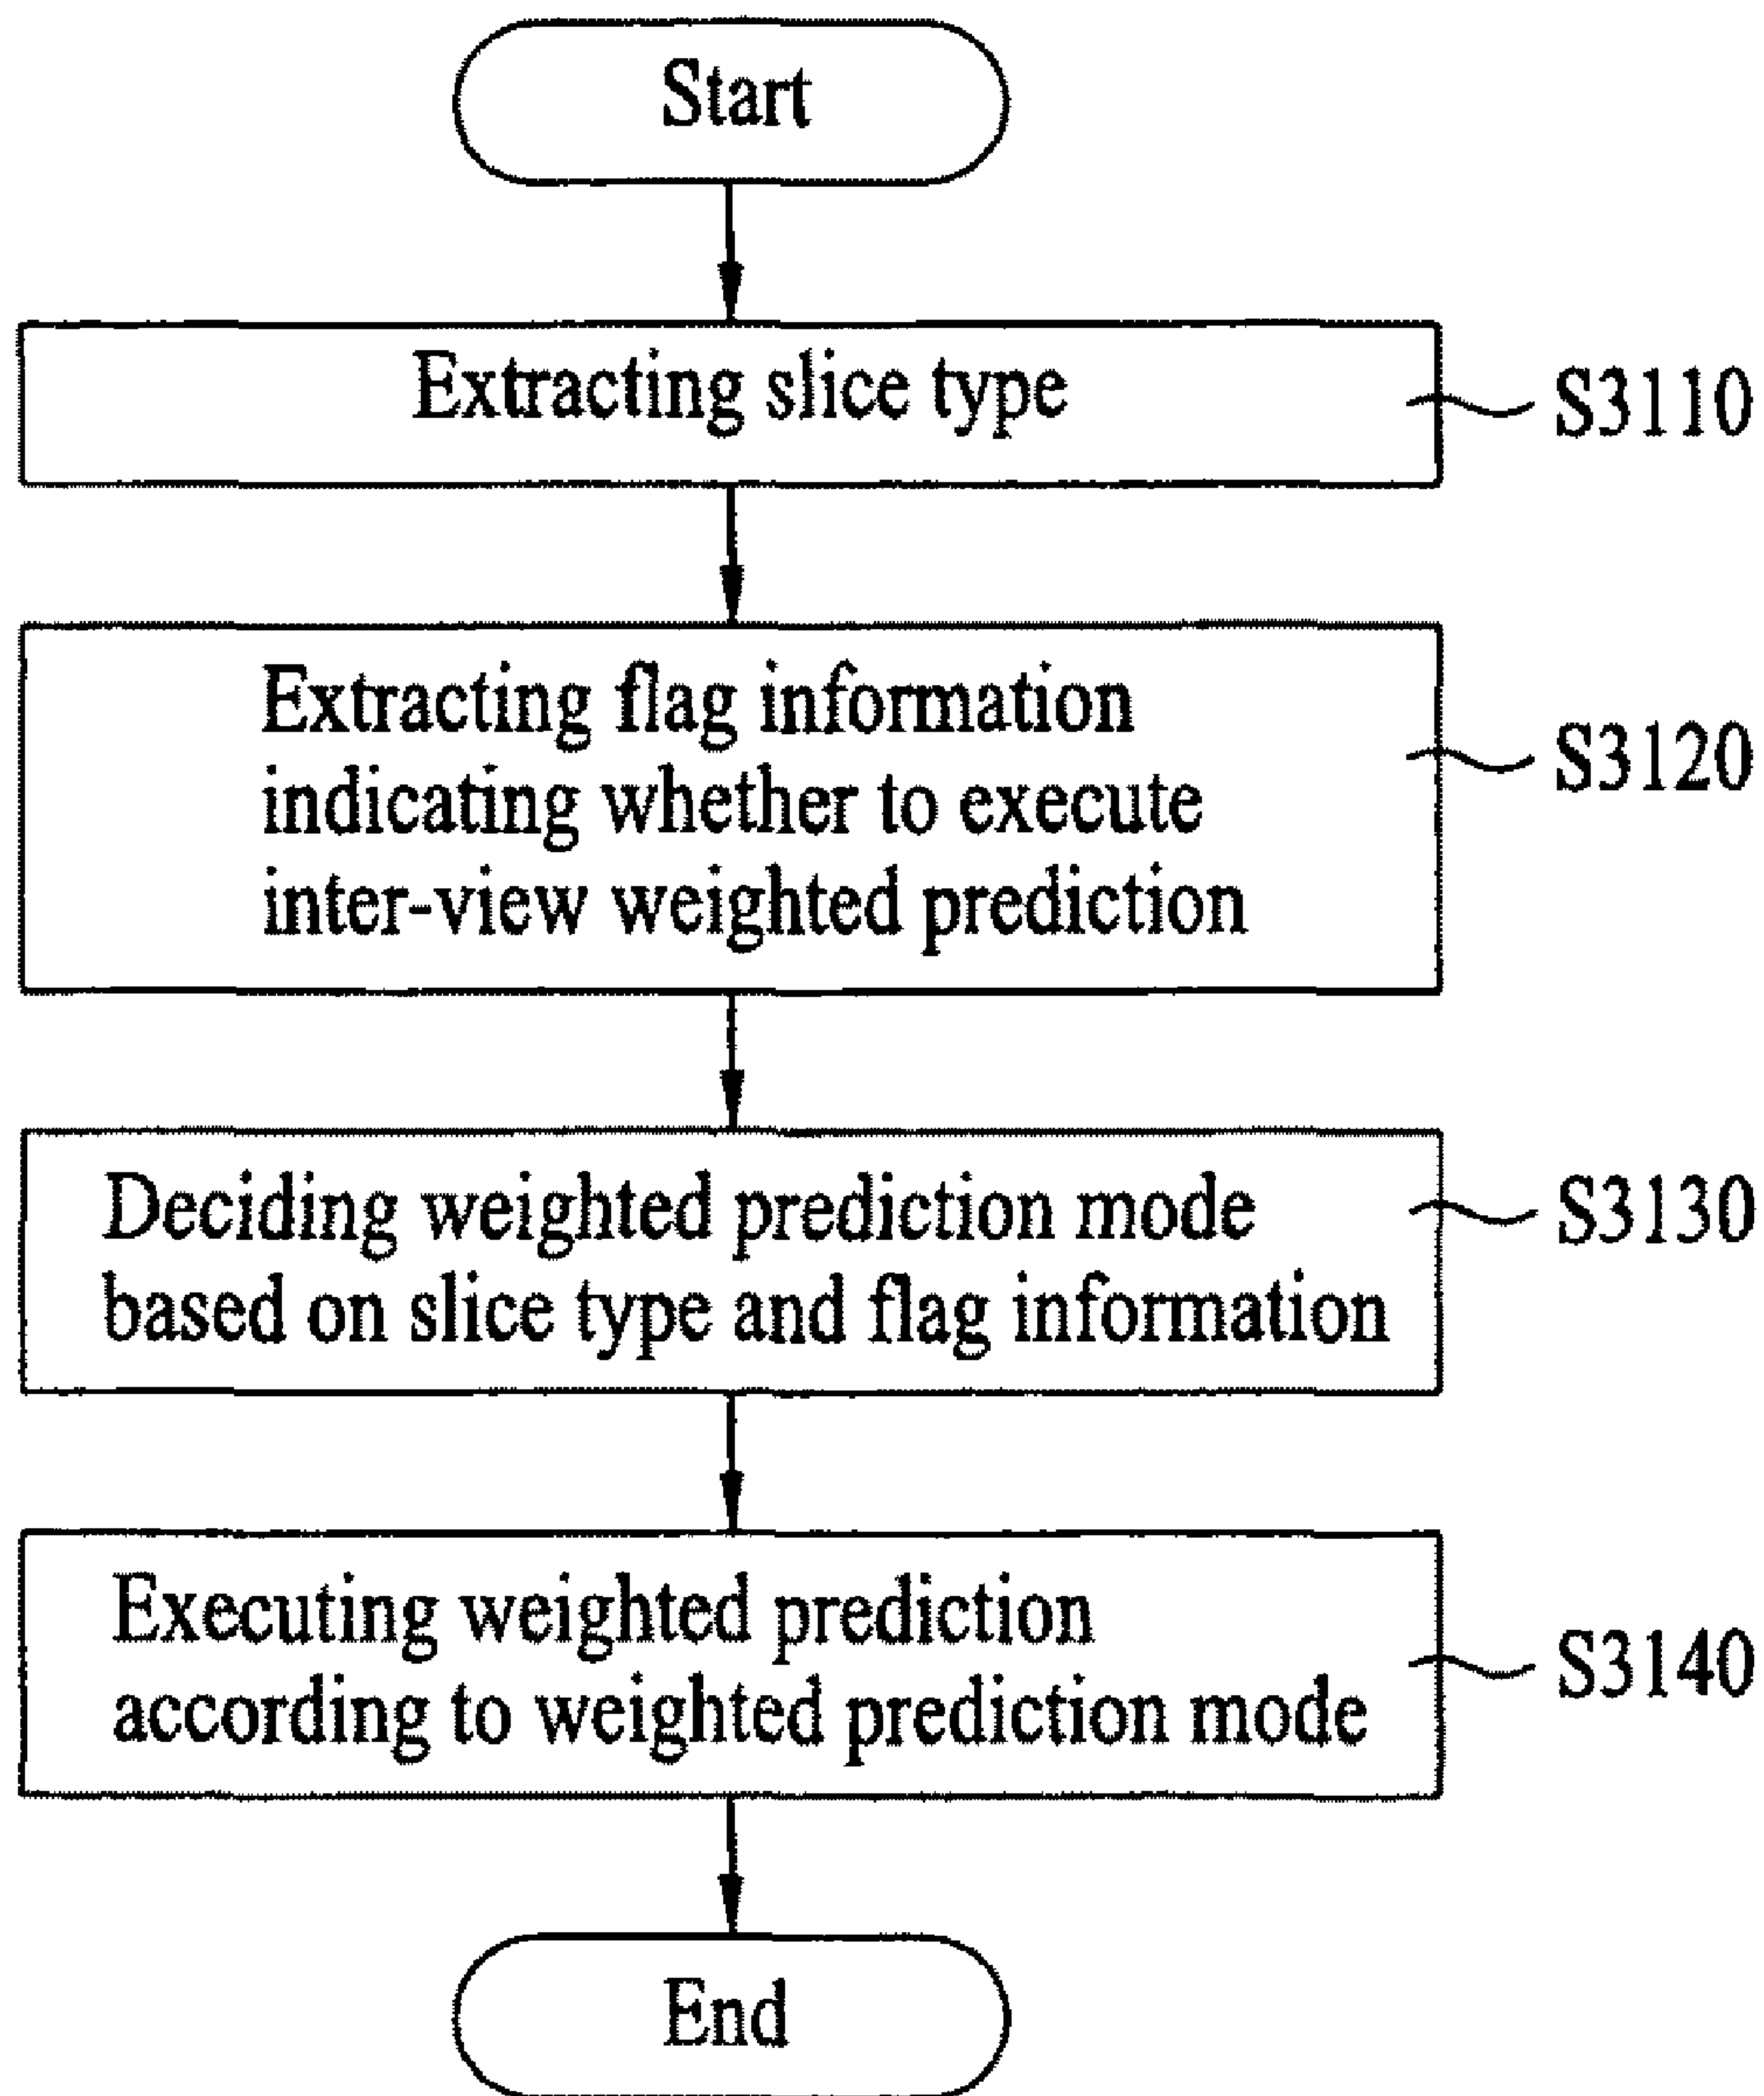 Start
Extracting slice type
S3110
Extracting flag information
indicating whether to execute
inter-view weighted prediction
S3120
Deciding weighted prediction mode
based on slice type and flag information
S3130
Executing weighted prediction
according to weighted prediction mode
S3140
End